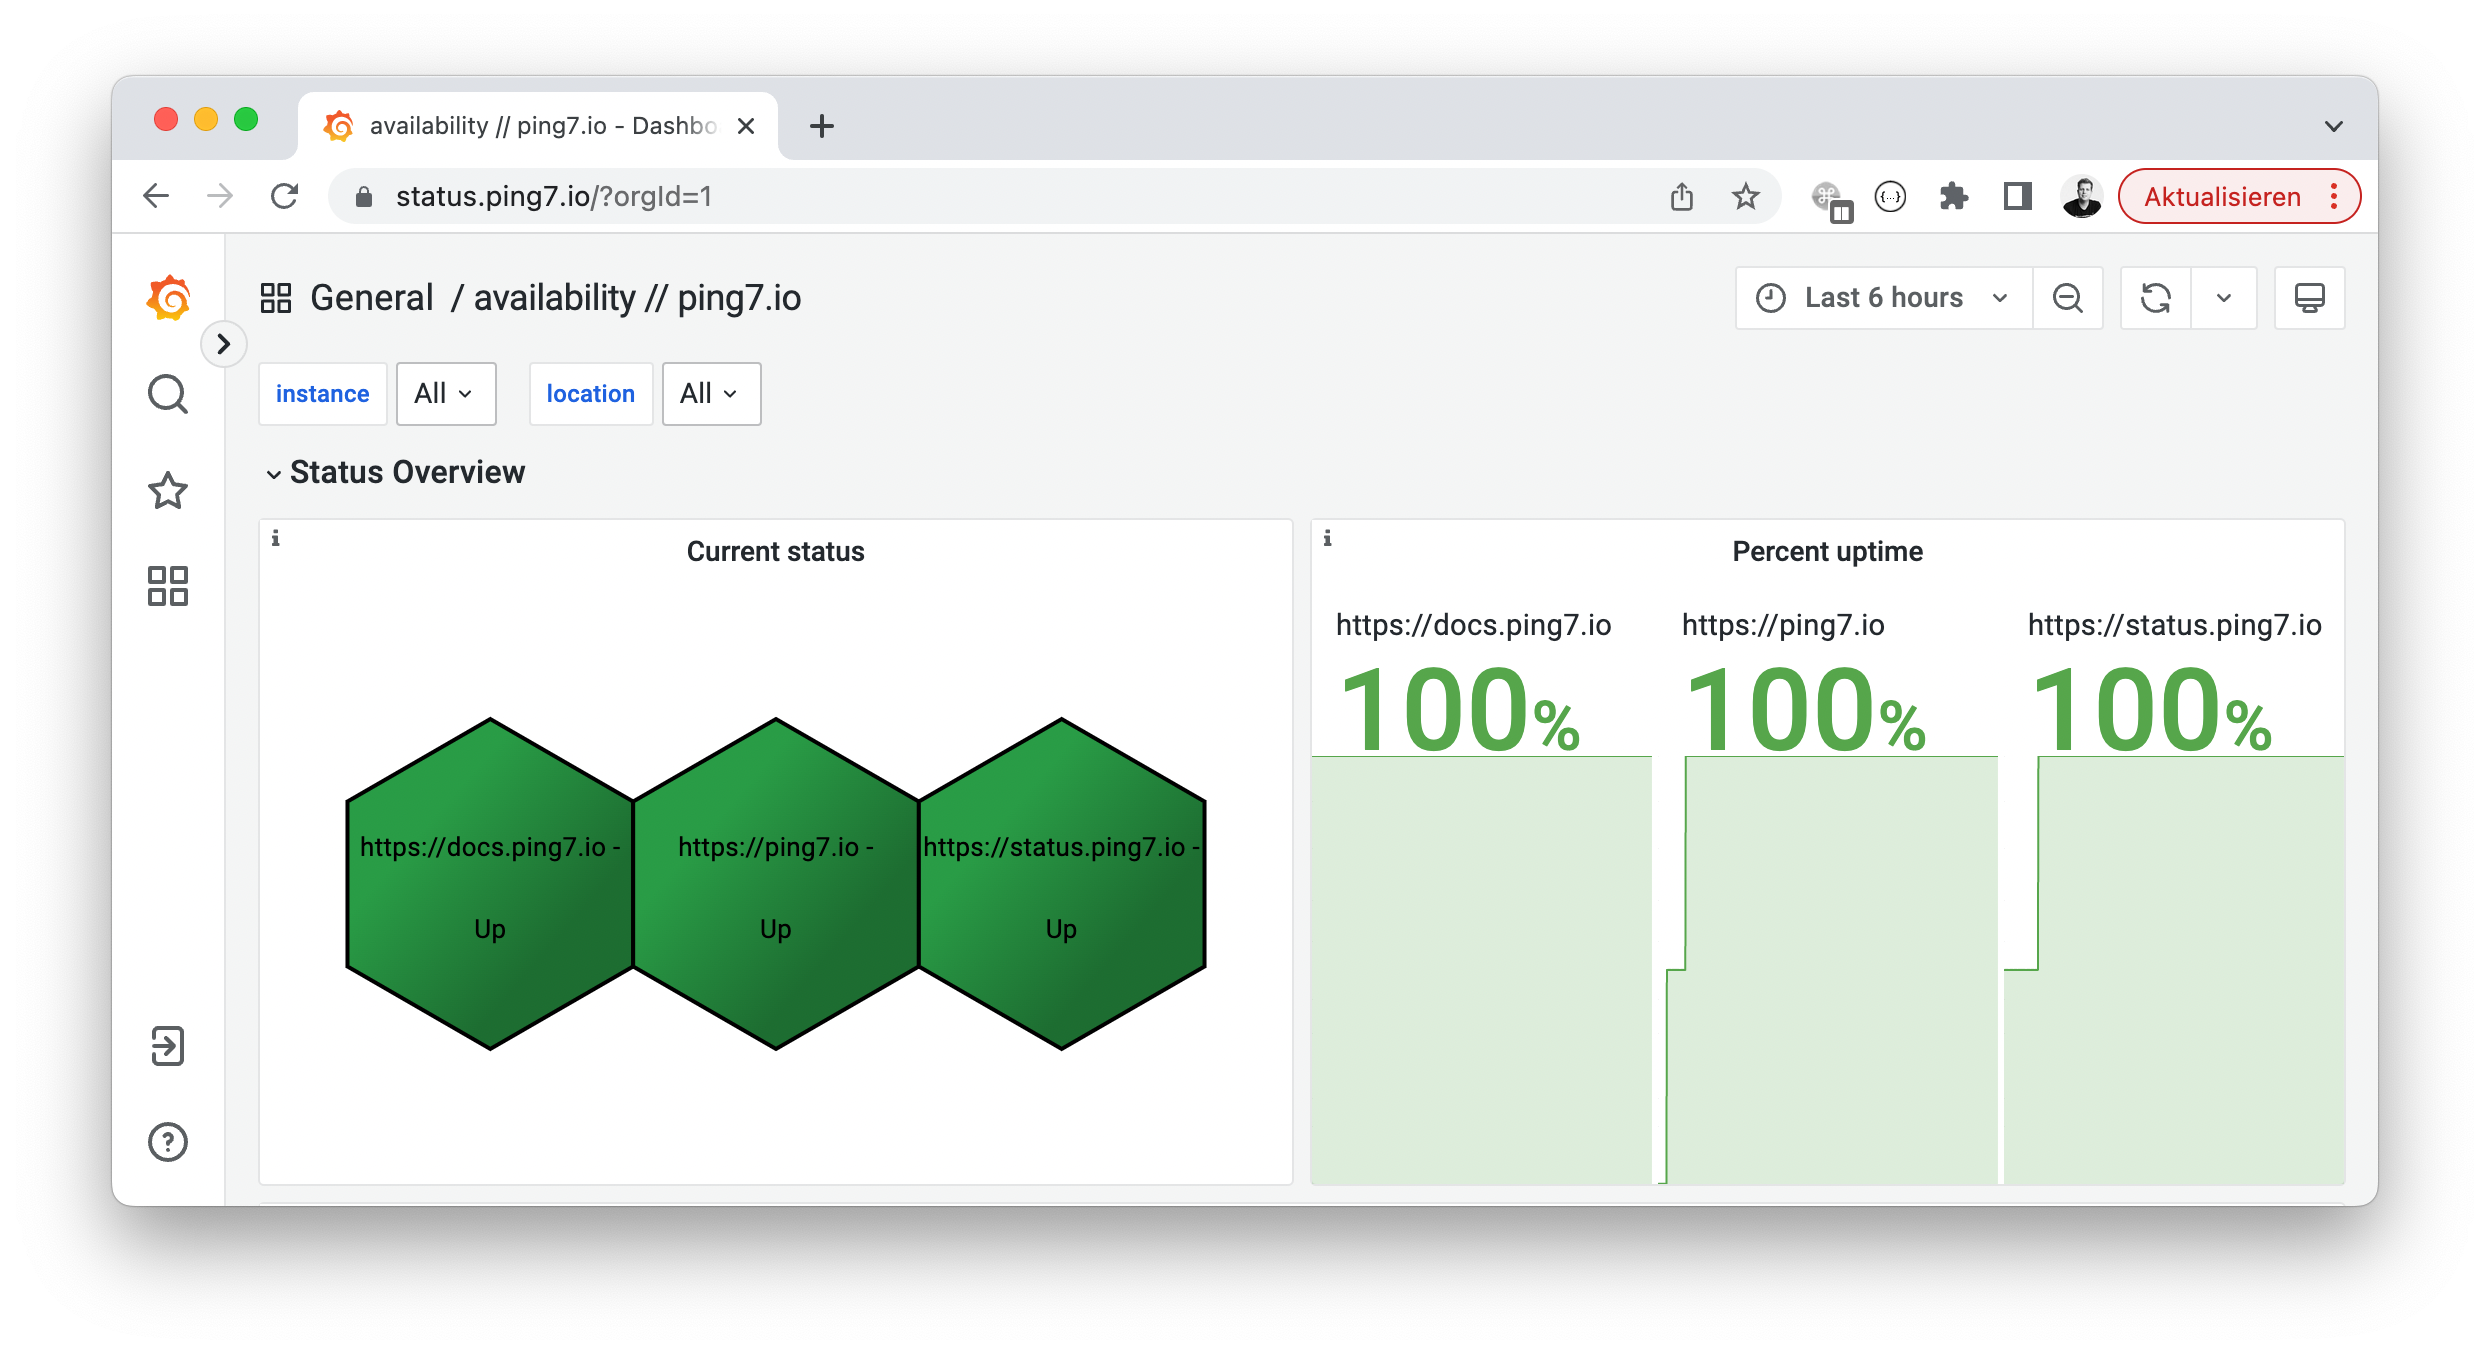 availability // ping7.io - Dashbo
status.ping7.io/?orgId=1
Aktualisieren
General / availability // ping7.io
Last 6 hours
instance All location All
Status Overview
Current status
https://docs.ping7.io - 
Up
https://ping7.io -
Up
https://status.ping7.io -
Up
Percent uptime
https://docs.ping7.io
100%
https://ping7.io
100%
https://status.ping7.io
100%